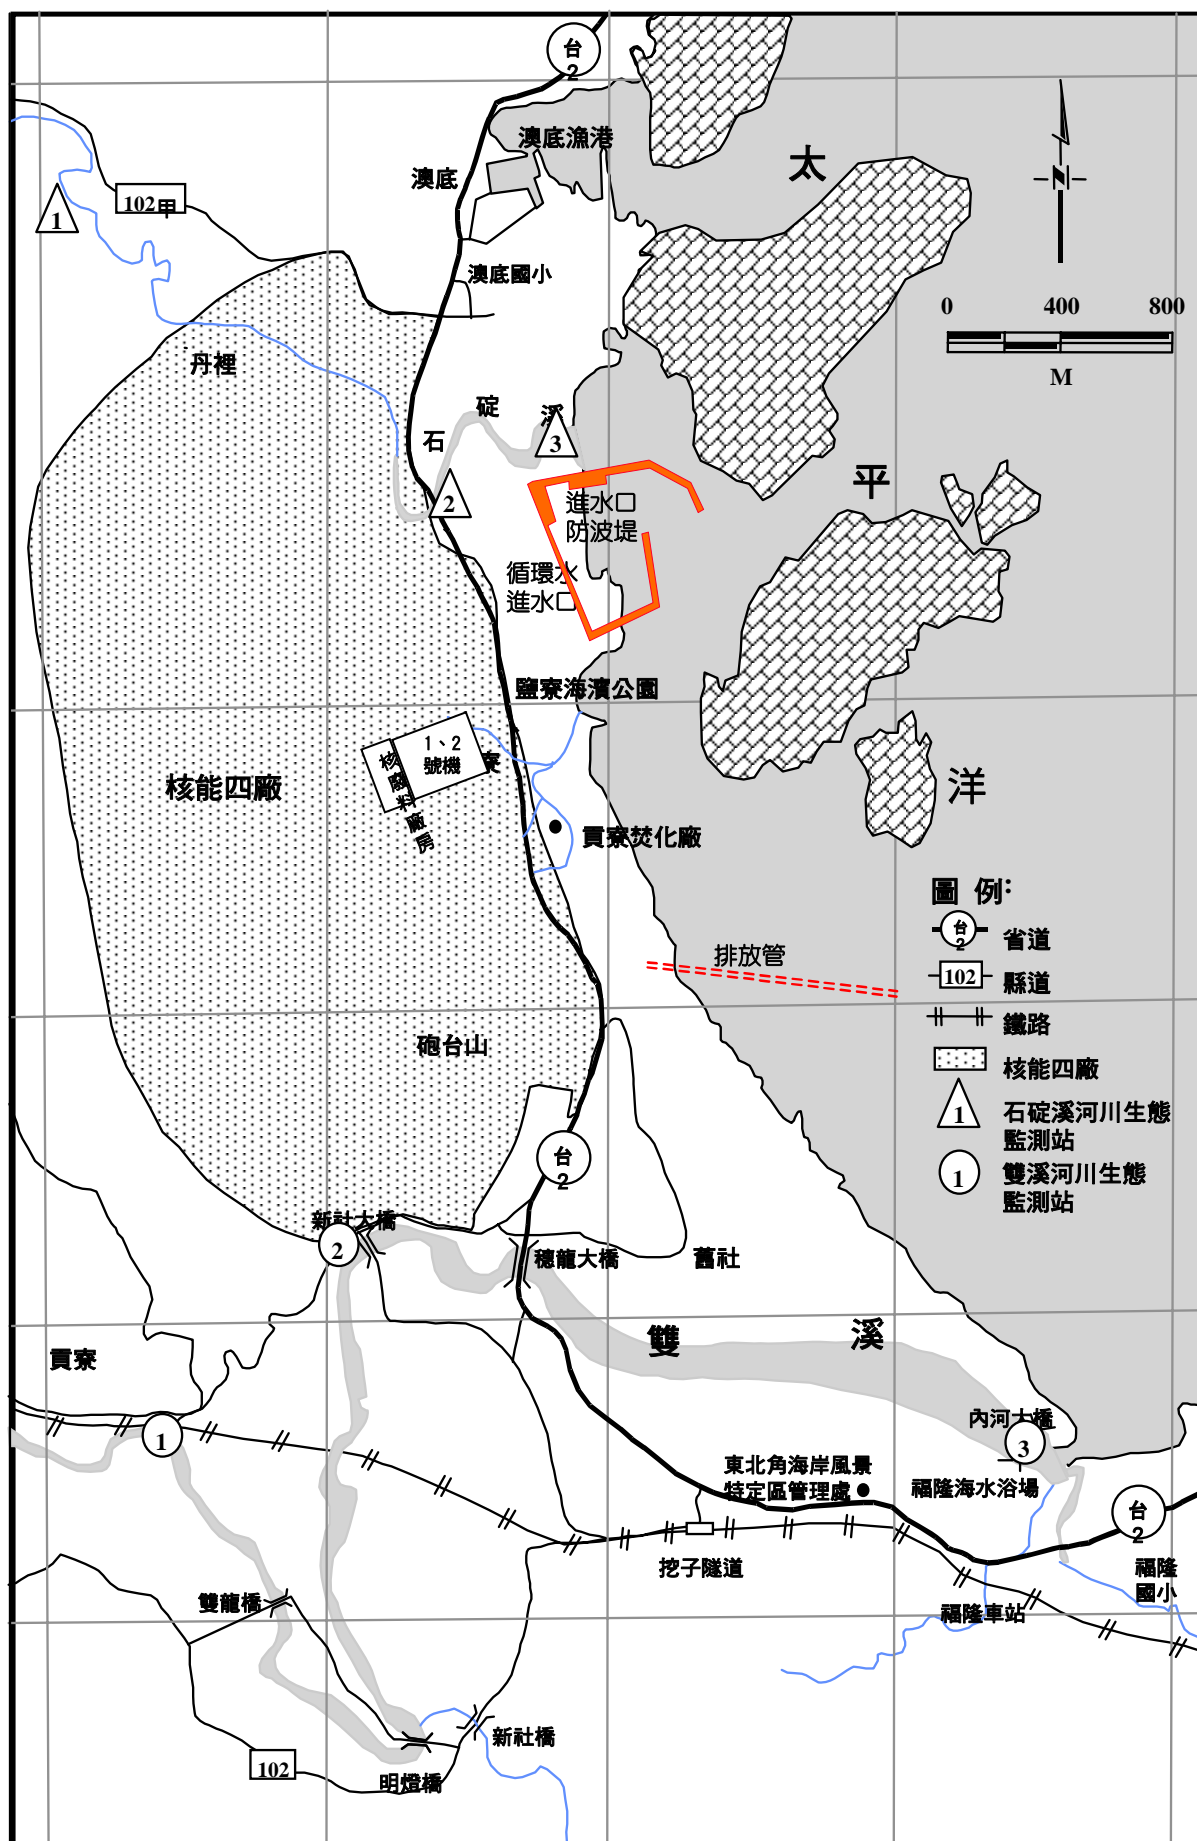 台
2
澳底漁港
澳底
太
1
102甲
澳底國小
0 400 800
M
丹裡
石 碇 溪
3
2
平
進水口
防波堤
循環水
進水口
鹽寮海濱公園
1、2
號機
寮
核廢料廠房
核能四廠
洋
貢寮焚化廠
圖 例:
台
2
省道
102
縣道
鐵路
核能四廠
1
石碇溪河川生態
監測站
1
雙溪河川生態
監測站
排放管
砲台山
台
2
新社大橋
2
穗龍大橋
舊社
雙 溪
貢寮
1
內河大橋
3
東北角海岸風景
特定區管理處
福隆海水浴場
台
2
挖子隧道
福隆
國小
雙龍橋
福隆車站
新社橋
102
明燈橋